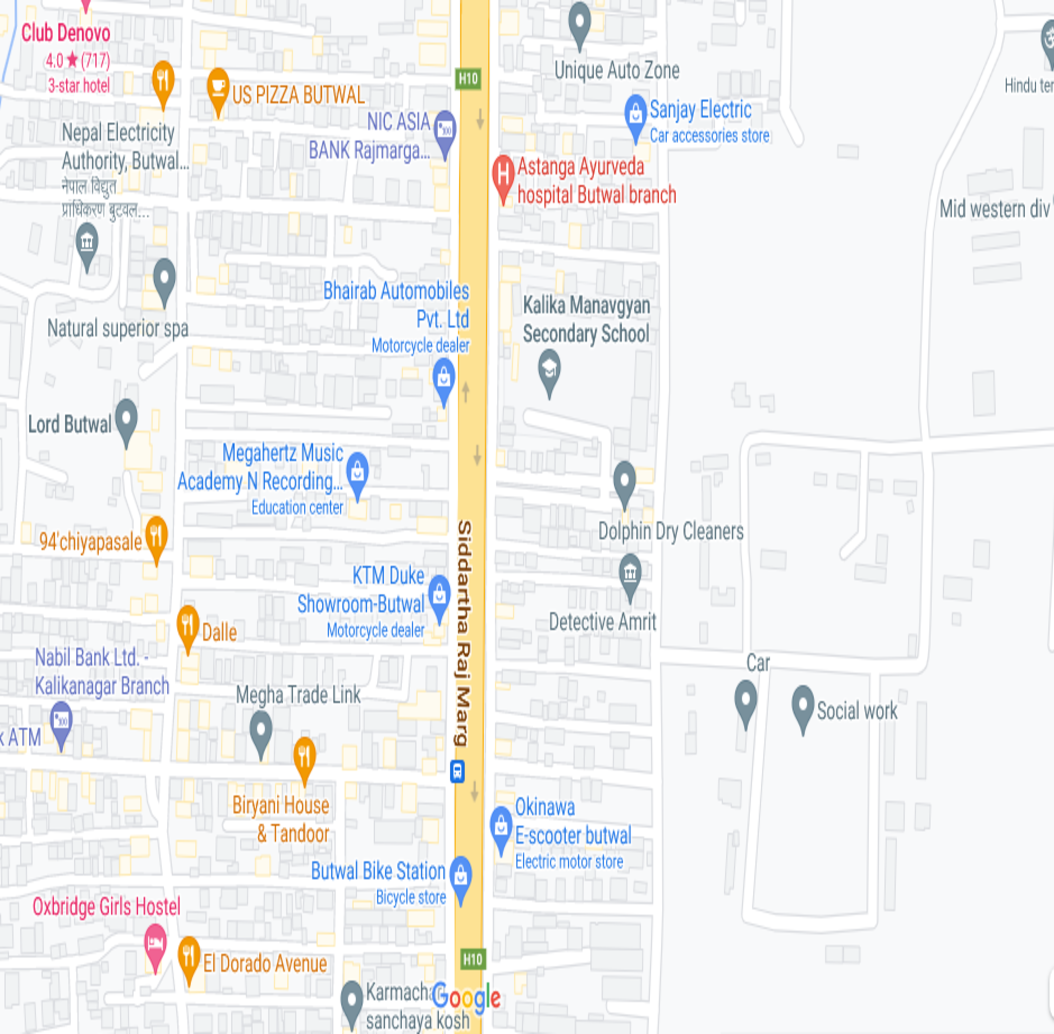 Club Denovo
4.0★(717)
3-star hotel
US PIZZA BUTWAL
H10
Unique Auto Zone
Hindu ter
Nepal Electricity
Authority, Butwal...
नेपाल विद्युत
प्राधिकरण बुटवल...
NIC ASIA
BANK Rajmarga...
Sanjay Electric
Car accessories store
Astanga Ayurveda
hospital Butwal branch
Mid western div
Natural superior spa
Bhairab Automobiles
Pvt. Ltd
Motorcycle dealer
Kalika Manavgyan
Secondary School
Lord Butwal
Megahertz Music
Academy N Recording...
Education center
94'chiyapasale
Dolphin Dry Cleaners
KTM Duke
Showroom-Butwal
Motorcycle dealer
Siddartha Raj Marg
Detective Amrit
Dalle
Nabil Bank Ltd. -
Kalikanagar Branch
k ATM
Megha Trade Link
Car
Social work
Biryani House
& Tandoor
Okinawa
E-scooter butwal
Electric motor store
Butwal Bike Station
Bicycle store
Oxbridge Girls Hostel
El Dorado Avenue
H10
Karmacha
sanchaya kosh
Google